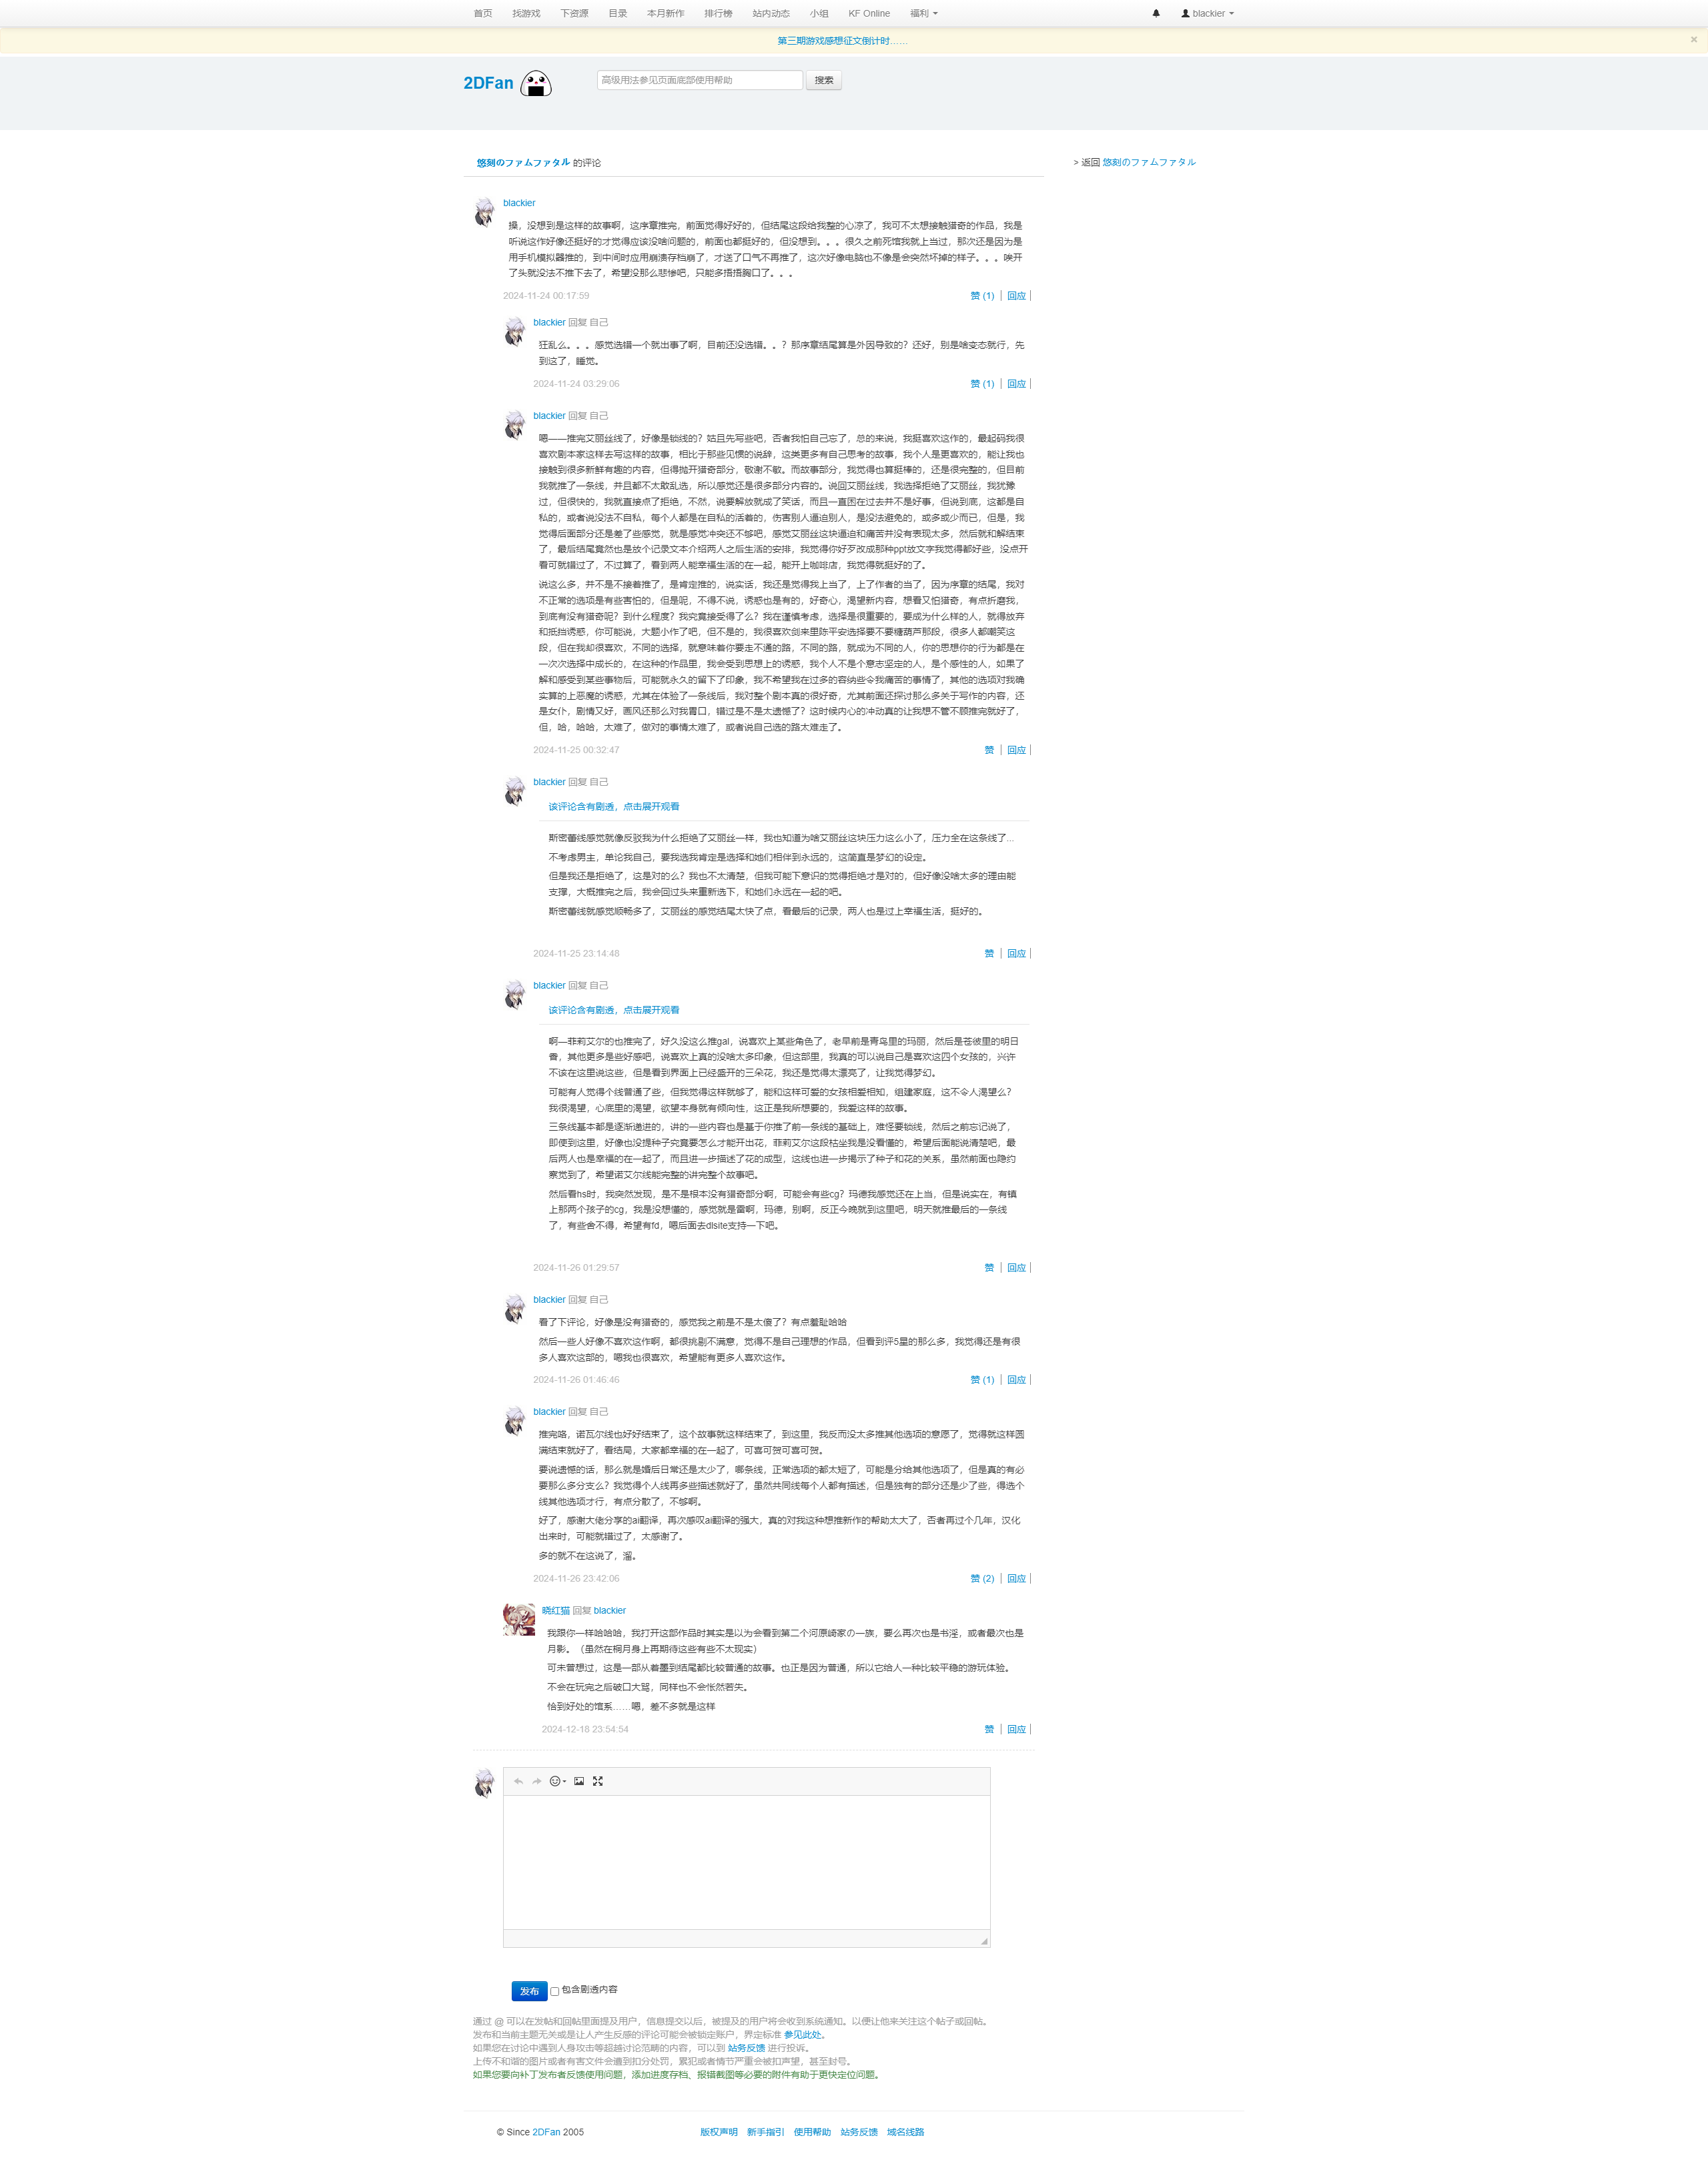 首页 找游戏 下资源 目录 本月新作 排行榜 站内动态 小组 KF Online 福利 blackier
第三期游戏感想征文倒计时…… ×
2DFan 高级用法参见页面底部使用帮助 搜索
悠刻のファムファタル 的评论
> 返回 悠刻のファムファタル
blackier
操，没想到是这样的故事啊，这序章推完，前面觉得好好的，但结尾这段给我整的心凉了，我可不太想接触猎奇的作品，我是
听说这作好像还挺好的才觉得应该没啥问题的，前面也都挺好的，但没想到。。。很久之前死馆我就上当过，那次还是因为是
用手机模拟器推的，到中间时应用崩溃存档崩了，才送了口气不再推了，这次好像电脑也不像是会突然坏掉的样子。。。唉开
了头就没法不推下去了，希望没那么悲惨吧，只能多捂捂胸口了。。。
2024-11-24 00:17:59 赞 (1) 回应
blackier 回复 自己
狂乱么。。。感觉选错一个就出事了啊，目前还没选错。。？那序章结尾算是外因导致的？还好，别是啥变态就行，先
到这了，睡觉。
2024-11-24 03:29:06 赞 (1) 回应
blackier 回复 自己
嗯——推完艾丽丝线了，好像是锁线的？姑且先写些吧，否者我怕自己忘了，总的来说，我挺喜欢这作的，最起码我很
喜欢剧本家这样去写这样的故事，相比于那些见惯的说辞，这类更多有自己思考的故事，我个人是更喜欢的，能让我也
接触到很多新鲜有趣的内容，但得抛开猎奇部分，敬谢不敏。而故事部分，我觉得也算挺棒的，还是很完整的，但目前
我就推了一条线，并且都不太敢乱选，所以感觉还是很多部分内容的。说回艾丽丝线，我选择拒绝了艾丽丝，我犹豫
过，但很快的，我就直接点了拒绝，不然，说要解放就成了笑话，而且一直困在过去并不是好事，但说到底，这都是自
私的，或者说没法不自私，每个人都是在自私的活着的，伤害别人逼迫别人，是没法避免的，或多或少而已，但是，我
觉得后面部分还是差了些感觉，就是感觉冲突还不够吧，感觉艾丽丝这块逼迫和痛苦并没有表现太多，然后就和解结束
了，最后结尾竟然也是放个记录文本介绍两人之后生活的安排，我觉得你好歹改成那种ppt放文字我觉得都好些，没点开
看可就错过了，不过算了，看到两人能幸福生活的在一起，能开上咖啡店，我觉得就挺好的了。
说这么多，并不是不接着推了，是肯定推的，说实话，我还是觉得我上当了，上了作者的当了，因为序章的结尾，我对
不正常的选项是有些害怕的，但是呢，不得不说，诱惑也是有的，好奇心，渴望新内容，想看又怕猎奇，有点折磨我，
到底有没有猎奇呢？到什么程度？我究竟接受得了么？我在谨慎考虑，选择是很重要的，要成为什么样的人，就得放弃
和抵挡诱惑，你可能说，大题小作了吧，但不是的，我很喜欢剑来里陈平安选择要不要糖葫芦那段，很多人都嘲笑这
段，但在我却很喜欢，不同的选择，就意味着你要走不通的路，不同的路，就成为不同的人，你的思想你的行为都是在
一次次选择中成长的，在这种的作品里，我会受到思想上的诱惑，我个人不是个意志坚定的人，是个感性的人，如果了
解和感受到某些事物后，可能就永久的留下了印象，我不希望我在过多的容纳些令我痛苦的事情了，其他的选项对我确
实算的上恶魔的诱惑，尤其在体验了一条线后，我对整个剧本真的很好奇，尤其前面还探讨那么多关于写作的内容，还
是女仆，剧情又好，画风还那么对我胃口，错过是不是太遗憾了？这时候内心的冲动真的让我想不管不顾推完就好了，
但，哈，哈哈，太难了，做对的事情太难了，或者说自己选的路太难走了。
2024-11-25 00:32:47 赞 回应
blackier 回复 自己
该评论含有剧透，点击展开观看
斯密蕾线感觉就像反驳我为什么拒绝了艾丽丝一样，我也知道为啥艾丽丝这块压力这么小了，压力全在这条线了...
不考虑男主，单论我自己，要我选我肯定是选择和她们相伴到永远的，这简直是梦幻的设定。
但是我还是拒绝了，这是对的么？我也不太清楚，但我可能下意识的觉得拒绝才是对的，但好像没啥太多的理由能
支撑，大概推完之后，我会回过头来重新选下，和她们永远在一起的吧。
斯密蕾线就感觉顺畅多了，艾丽丝的感觉结尾太快了点，看最后的记录，两人也是过上幸福生活，挺好的。
2024-11-25 23:14:48 赞 回应
blackier 回复 自己
该评论含有剧透，点击展开观看
啊—菲莉艾尔的也推完了，好久没这么推gal，说喜欢上某些角色了，老早前是青鸟里的玛丽，然后是苍彼里的明日
香，其他更多是些好感吧，说喜欢上真的没啥太多印象，但这部里，我真的可以说自己是喜欢这四个女孩的，兴许
不该在这里说这些，但是看到界面上已经盛开的三朵花，我还是觉得太漂亮了，让我觉得梦幻。
可能有人觉得个线普通了些，但我觉得这样就够了，能和这样可爱的女孩相爱相知，组建家庭，这不令人渴望么？
我很渴望，心底里的渴望，欲望本身就有倾向性，这正是我所想要的，我爱这样的故事。
三条线基本都是逐渐递进的，讲的一些内容也是基于你推了前一条线的基础上，难怪要锁线，然后之前忘记说了，
即使到这里，好像也没提种子究竟要怎么才能开出花，菲莉艾尔这段枯坐我是没看懂的，希望后面能说清楚吧，最
后两人也是幸福的在一起了，而且进一步描述了花的成型，这线也进一步揭示了种子和花的关系，虽然前面也隐约
察觉到了，希望诺艾尔线能完整的讲完整个故事吧。
然后看hs时，我突然发现，是不是根本没有猎奇部分啊，可能会有些cg？玛德我感觉还在上当，但是说实在，有镇
上那两个孩子的cg，我是没想懂的，感觉就是雷啊，玛德，别啊，反正今晚就到这里吧，明天就推最后的一条线
了，有些舍不得，希望有fd，嗯后面去dlsite支持一下吧。
2024-11-26 01:29:57 赞 回应
blackier 回复 自己
看了下评论，好像是没有猎奇的，感觉我之前是不是太傻了？有点羞耻哈哈
然后一些人好像不喜欢这作啊，都很挑剔不满意，觉得不是自己理想的作品，但看到评5星的那么多，我觉得还是有很
多人喜欢这部的，嗯我也很喜欢，希望能有更多人喜欢这作。
2024-11-26 01:46:46 赞 (1) 回应
blackier 回复 自己
推完咯，诺瓦尔线也好好结束了，这个故事就这样结束了，到这里，我反而没太多推其他选项的意愿了，觉得就这样圆
满结束就好了，看结局，大家都幸福的在一起了，可喜可贺可喜可贺。
要说遗憾的话，那么就是婚后日常还是太少了，哪条线，正常选项的都太短了，可能是分给其他选项了，但是真的有必
要那么多分支么？我觉得个人线再多些描述就好了，虽然共同线每个人都有描述，但是独有的部分还是少了些，得选个
线其他选项才行，有点分散了，不够啊。
好了，感谢大佬分享的ai翻译，再次感叹ai翻译的强大，真的对我这种想推新作的帮助太大了，否者再过个几年，汉化
出来时，可能就错过了，太感谢了。
多的就不在这说了，溜。
2024-11-26 23:42:06 赞 (2) 回应
晓红猫 回复 blackier
我跟你一样哈哈哈，我打开这部作品时其实是以为会看到第二个河原崎家の一族，要么再次也是书淫，或者最次也是
月影。（虽然在桐月身上再期待这些有些不太现实）
可未曾想过，这是一部从着墨到结尾都比较普通的故事。也正是因为普通，所以它给人一种比较平稳的游玩体验。
不会在玩完之后破口大骂，同样也不会怅然若失。
恰到好处的馆系……嗯，差不多就是这样
2024-12-18 23:54:54 赞 回应
发布 包含剧透内容
通过 @ 可以在发帖和回帖里面提及用户，信息提交以后，被提及的用户将会收到系统通知。以便让他来关注这个帖子或回帖。
发布和当前主题无关或是让人产生反感的评论可能会被锁定账户，界定标准 参见此处。
如果您在讨论中遇到人身攻击等超越讨论范畴的内容，可以到 站务反馈 进行投诉。
上传不和谐的图片或者有害文件会遭到扣分处罚，累犯或者情节严重会被扣声望，甚至封号。
如果您要向补丁发布者反馈使用问题，添加进度存档、报错截图等必要的附件有助于更快定位问题。
© Since 2DFan 2005 版权声明 新手指引 使用帮助 站务反馈 域名线路